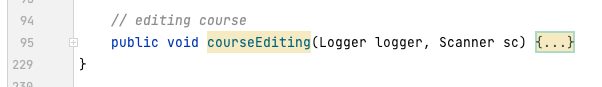 94 // editing course
95 public void courseEditing(Logger logger, Scanner sc) {...}
229 }